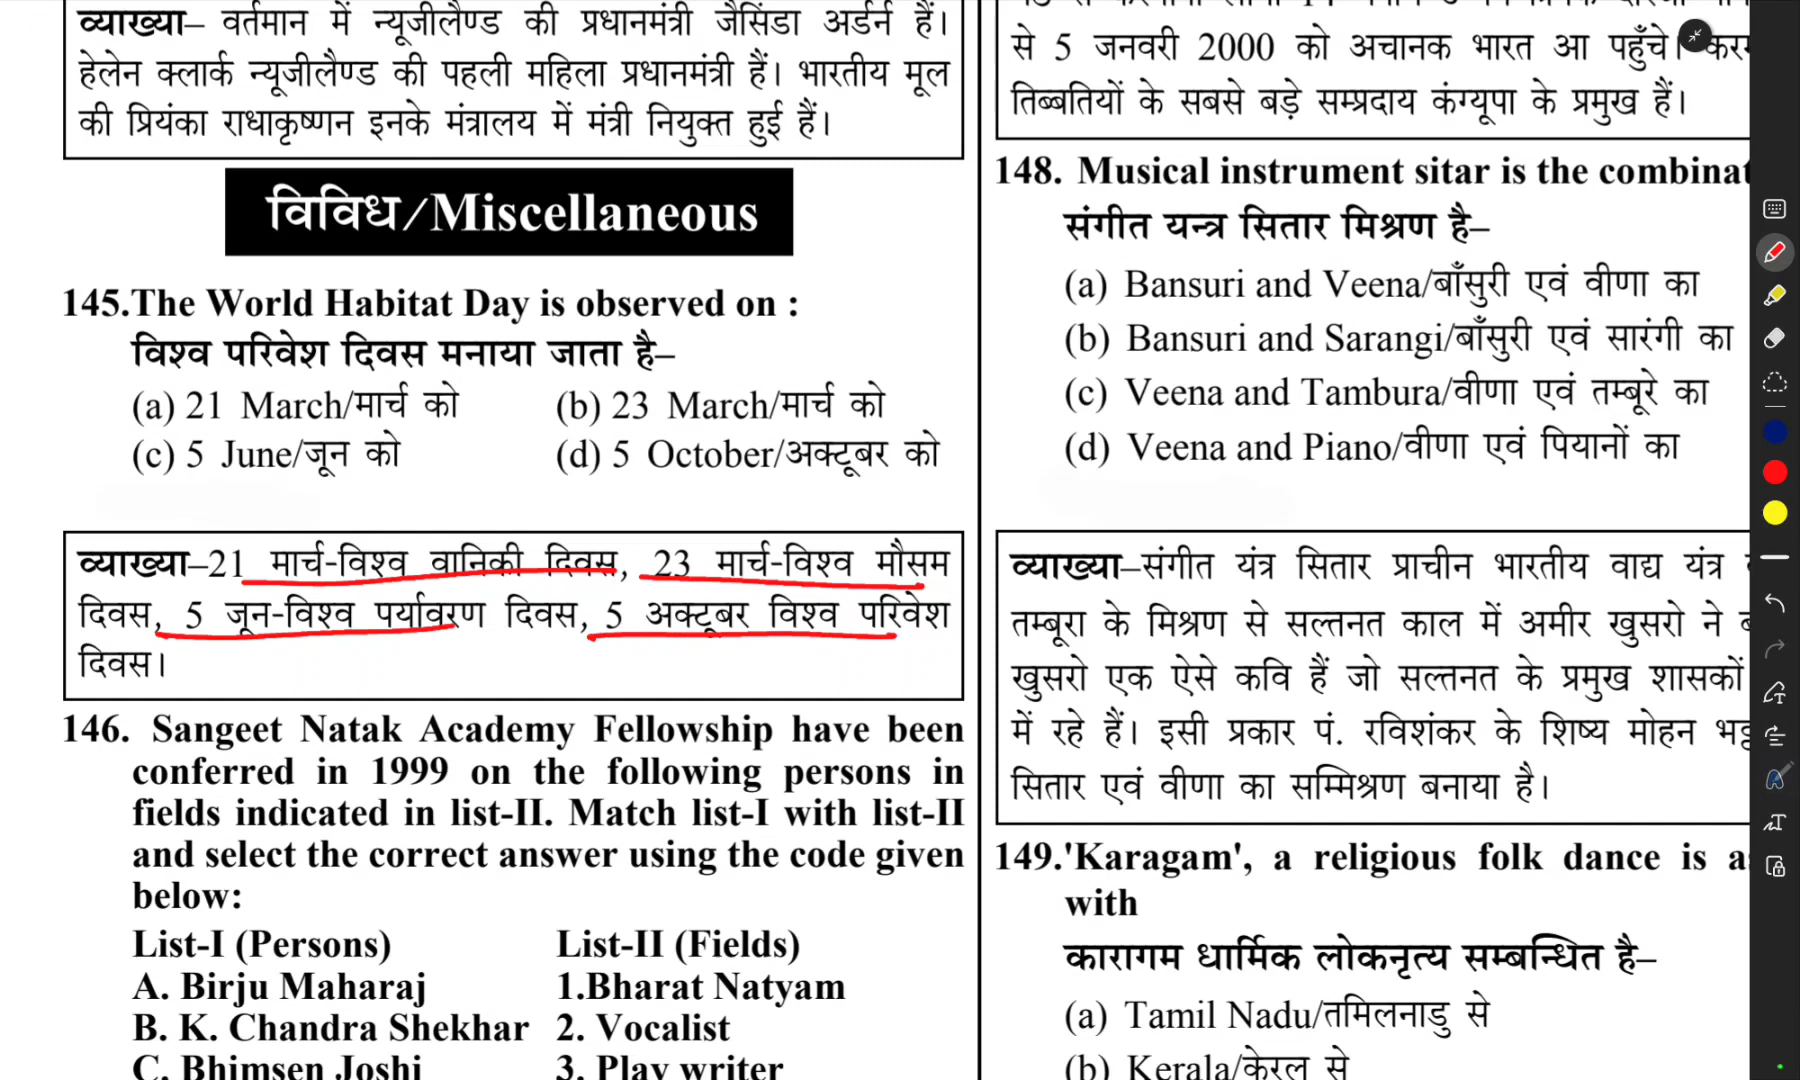 व्याख्या– वर्तमान में न्यूजीलैण्ड की प्रधानमंत्री जैसिंडा अर्डर्न हैं।
हेलेन क्लार्क न्यूजीलैण्ड की पहली महिला प्रधानमंत्री हैं। भारतीय मूल
की प्रियंका राधाकृष्णन इनके मंत्रालय में मंत्री नियुक्त हुई हैं।
विविध/Miscellaneous
145.The World Habitat Day is observed on :
विश्व परिवेश दिवस मनाया जाता है–
(a) 21 March/मार्च को (b) 23 March/मार्च को
(c) 5 June/जून को (d) 5 October/अक्टूबर को
व्याख्या–21 मार्च-विश्व वानिकी दिवस, 23 मार्च-विश्व मौसम
दिवस, 5 जून-विश्व पर्यावरण दिवस, 5 अक्टूबर विश्व परिवेश
दिवस।
146. Sangeet Natak Academy Fellowship have been
conferred in 1999 on the following persons in
fields indicated in list-II. Match list-I with list-II
and select the correct answer using the code given
below:
List-I (Persons) List-II (Fields)
A. Birju Maharaj 1.Bharat Natyam
B. K. Chandra Shekhar 2. Vocalist
C. Bhimsen Joshi 3. Play writer
से 5 जनवरी 2000 को अचानक भारत आ पहुँचे।
तिब्बतियों के सबसे बड़े सम्प्रदाय कंग्यूपा के प्रमुख हैं।
148. Musical instrument sitar is the combinat
संगीत यन्त्र सितार मिश्रण है–
(a) Bansuri and Veena/बाँसुरी एवं वीणा का
(b) Bansuri and Sarangi/बाँसुरी एवं सारंगी का
(c) Veena and Tambura/वीणा एवं तम्बूरे का
(d) Veena and Piano/वीणा एवं पियानों का
व्याख्या–संगीत यंत्र सितार प्राचीन भारतीय वाद्य यंत्र
तम्बूरा के मिश्रण से सल्तनत काल में अमीर खुसरो ने
खुसरो एक ऐसे कवि हैं जो सल्तनत के प्रमुख शासकों
में रहे हैं। इसी प्रकार पं. रविशंकर के शिष्य मोहन भट्ट
सितार एवं वीणा का सम्मिश्रण बनाया है।
149.'Karagam', a religious folk dance is a
with
कारागम धार्मिक लोकनृत्य सम्बन्धित है–
(a) Tamil Nadu/तमिलनाडु से
(b) Kerala/केरल से